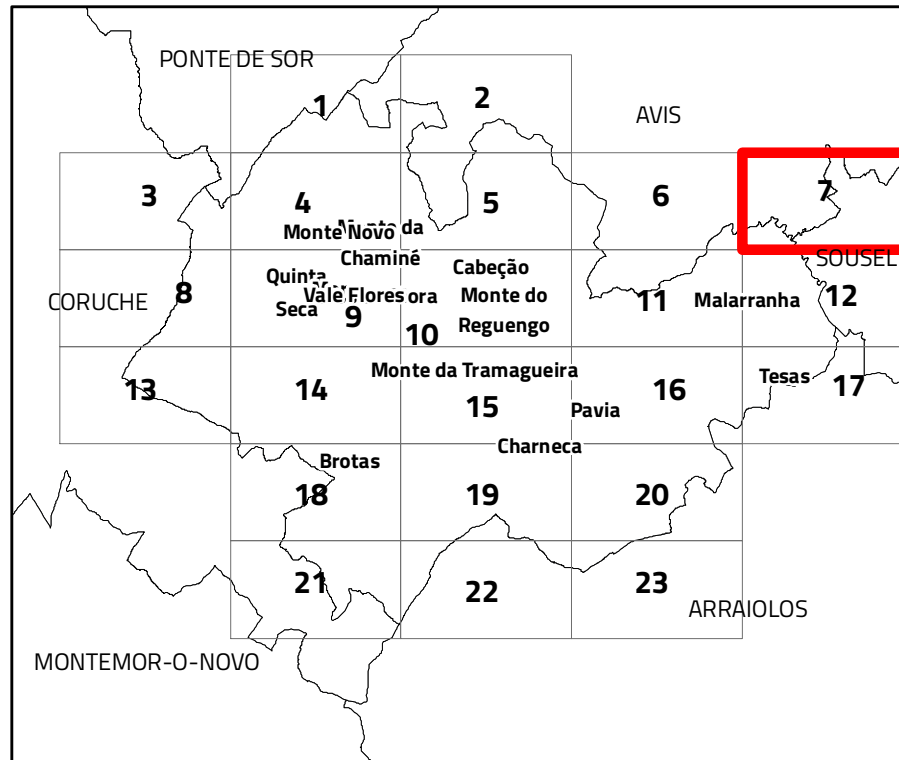 PONTE DE SOR
1
2
AVIS
3
4
5
6
7
Monte Novo
da
Chaminé
SOUSEL
Cabeção
Quinta
8
CORUCHE
Vale Flores
ora
Monte do
11
Malarranha
12
Seca
9
10
Reguengo
Monte da Tramagueira
Tesas
13
14
15
Pavia
16
17
Charneca
Brotas
18
19
20
21
22
23
ARRAIOLOS
MONTEMOR-O-NOVO